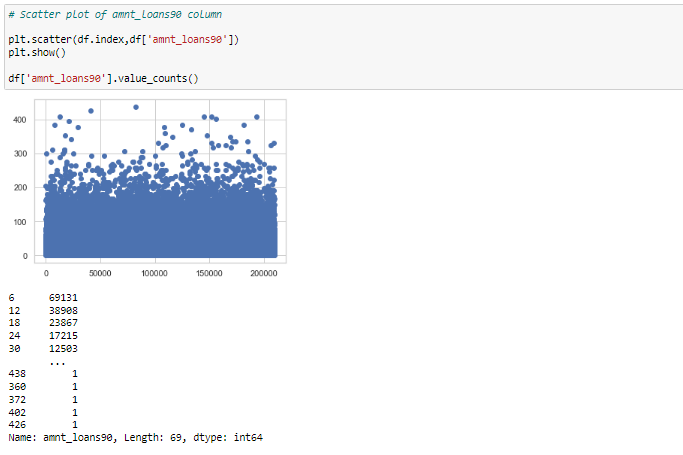 # Scatter plot of amnt_loans90 column
plt.scatter(df.index,df['amnt_loans90'])
plt.show()
df['amnt_loans90'].value_counts()
400
300
200
100
0
0 50000 100000 150000 200000
6 69131
12 38908
18 23867
24 17215
30 12503
...
438 1
360 1
372 1
402 1
426 1
Name: amnt_loans90, Length: 69, dtype: int64